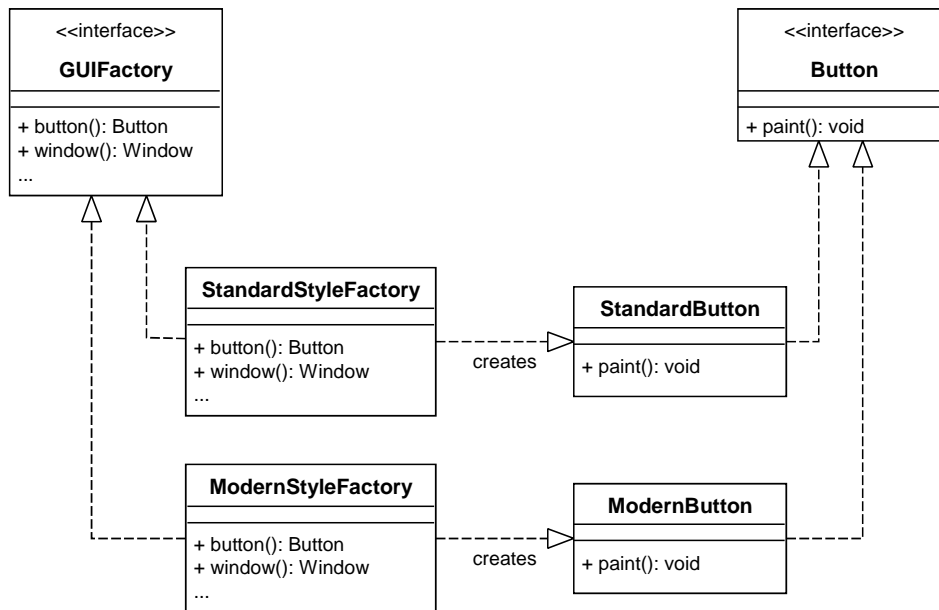 <<interface>>
GUIFactory
+ button(): Button
+ window(): Window
...
<<interface>>
Button
+ paint(): void
StandardStyleFactory
+ button(): Button
+ window(): Window
...
creates
StandardButton
+ paint(): void
ModernStyleFactory
+ button(): Button
+ window(): Window
...
creates
ModernButton
+ paint(): void